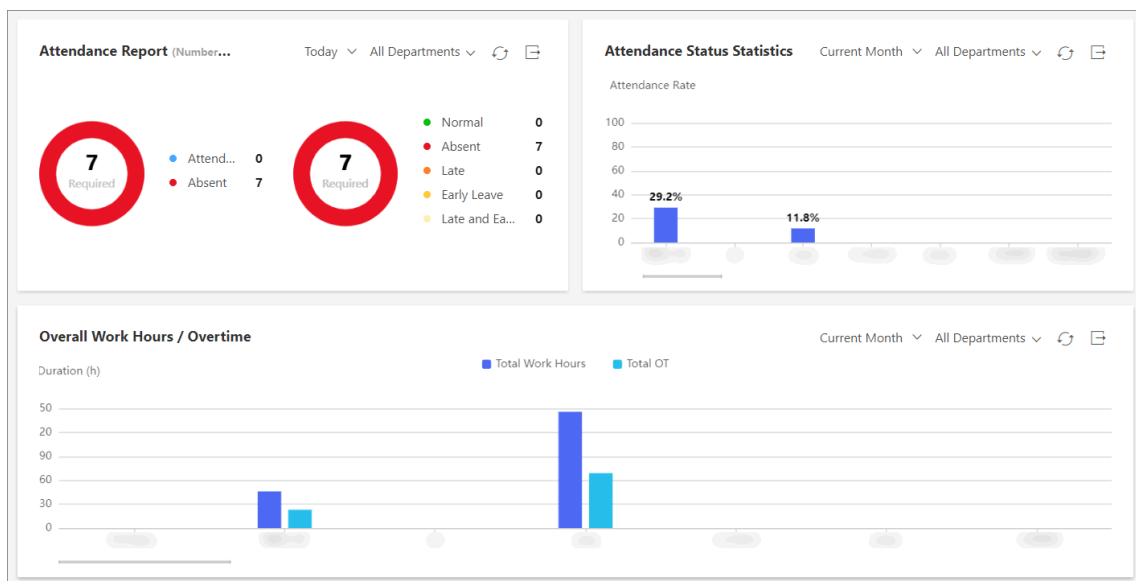 Attendance Report (Number...
Today
All Departments
7
Required
Attend... 0
Absent 7
7
Required
Normal 0
Absent 7
Late 0
Early Leave 0
Late and Ea... 0
Attendance Status Statistics
Current Month
All Departments
Attendance Rate
100
80
60
40
20
0
29.2%
11.8%
Overall Work Hours / Overtime
Current Month
All Departments
Total Work Hours
Total OT
Duration (h)
50
20
90
60
30
0